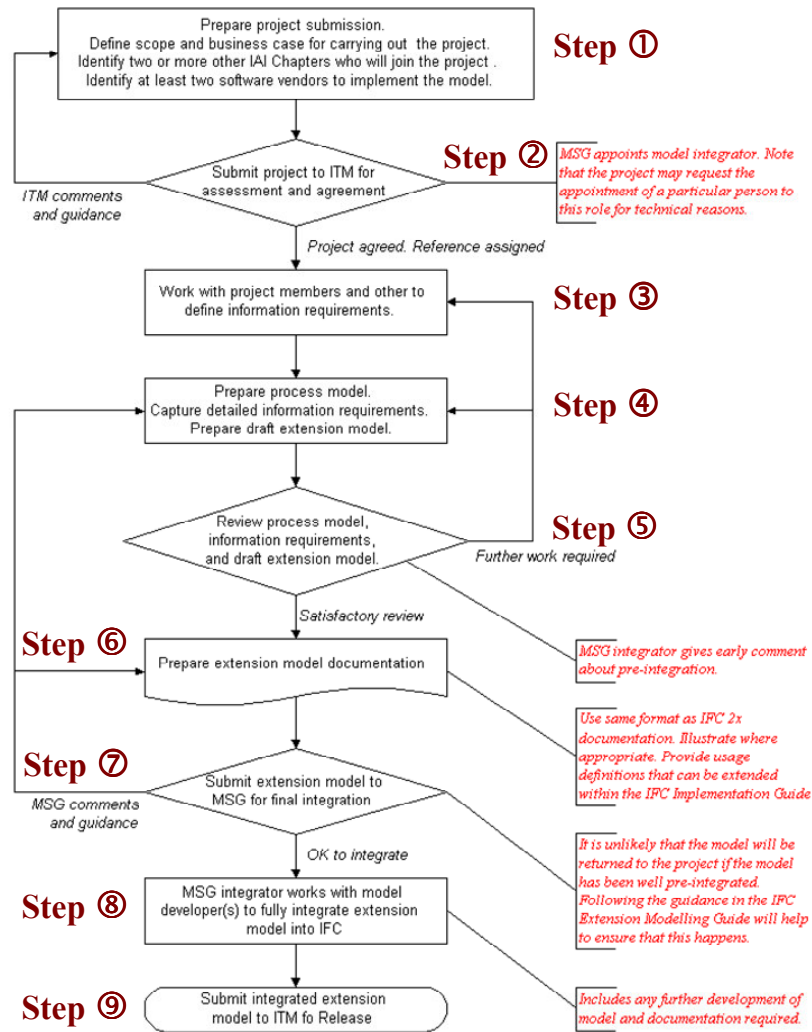 Prepare project submission.
Define scope and business case for carrying out the project.
Identify two or more other IAI Chapters who will join the project .
Identify at least two software vendors to implement the model.
Step ①
Submit project to ITM for
assessment and agreement
ITM comments
and guidance
Step ②
MSG appoints model integrator. Note
that the project may request the
appointment of a particular person to
this role for technical reasons.
Project agreed. Reference assigned
Work with project members and other to
define information requirements.
Step ③
Prepare process model.
Capture detailed information requirements.
Prepare draft extension model.
Step ④
Review process model,
information requirements,
and draft extension model.
Step ⑤
Further work required
Satisfactory review
MSG integrator gives early comment
about pre-integration.
Step ⑥
Prepare extension model documentation
Use same format as IFC 2x
documentation. Illustrate where
appropriate. Provide usage
definitions that can be extended
within the IFC Implementation Guide
Step ⑦
Submit extension model to
MSG for final integration
MSG comments
and guidance
OK to integrate
It is unlikely that the model will be
returned to the project if the model
has been well pre-integrated.
Following the guidance in the IFC
Extension Modelling Guide will help
to ensure that this happens.
Step ⑧
MSG integrator works with model
developer(s) to fully integrate extension
model into IFC
Step ⑨
Submit integrated extension
model to ITM fo Release
Includes any further development of
model and documentation required.